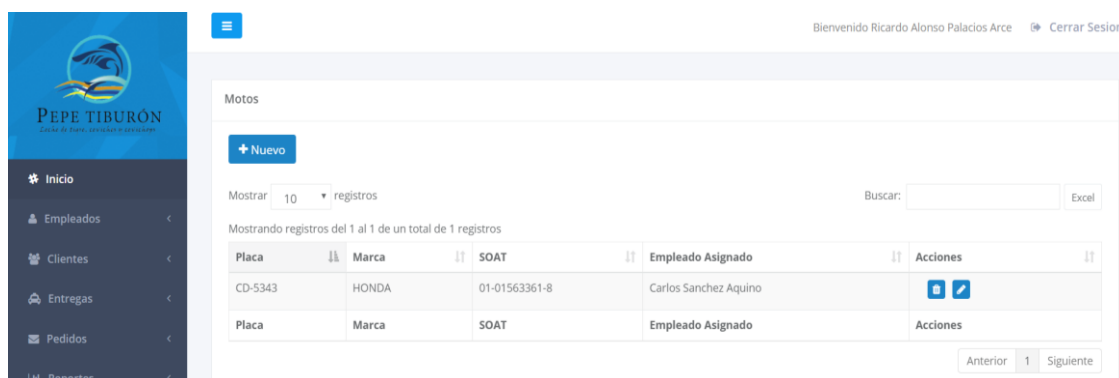 Bienvenido Ricardo Alonso Palacios Arce Cerrar Sesion
PEPE TIBURÓN
Motos
+ Nuevo
Inicio
Empleados
Clientes
Entregas
Pedidos
Reportes
Mostrar 10 registros Buscar: Excel
Mostrando registros del 1 al 1 de un total de 1 registros
Placa Marca SOAT Empleado Asignado Acciones
CD-5343 HONDA 01-01563361-8 Carlos Sanchez Aquino
Placa Marca SOAT Empleado Asignado Acciones
Anterior 1 Siguiente